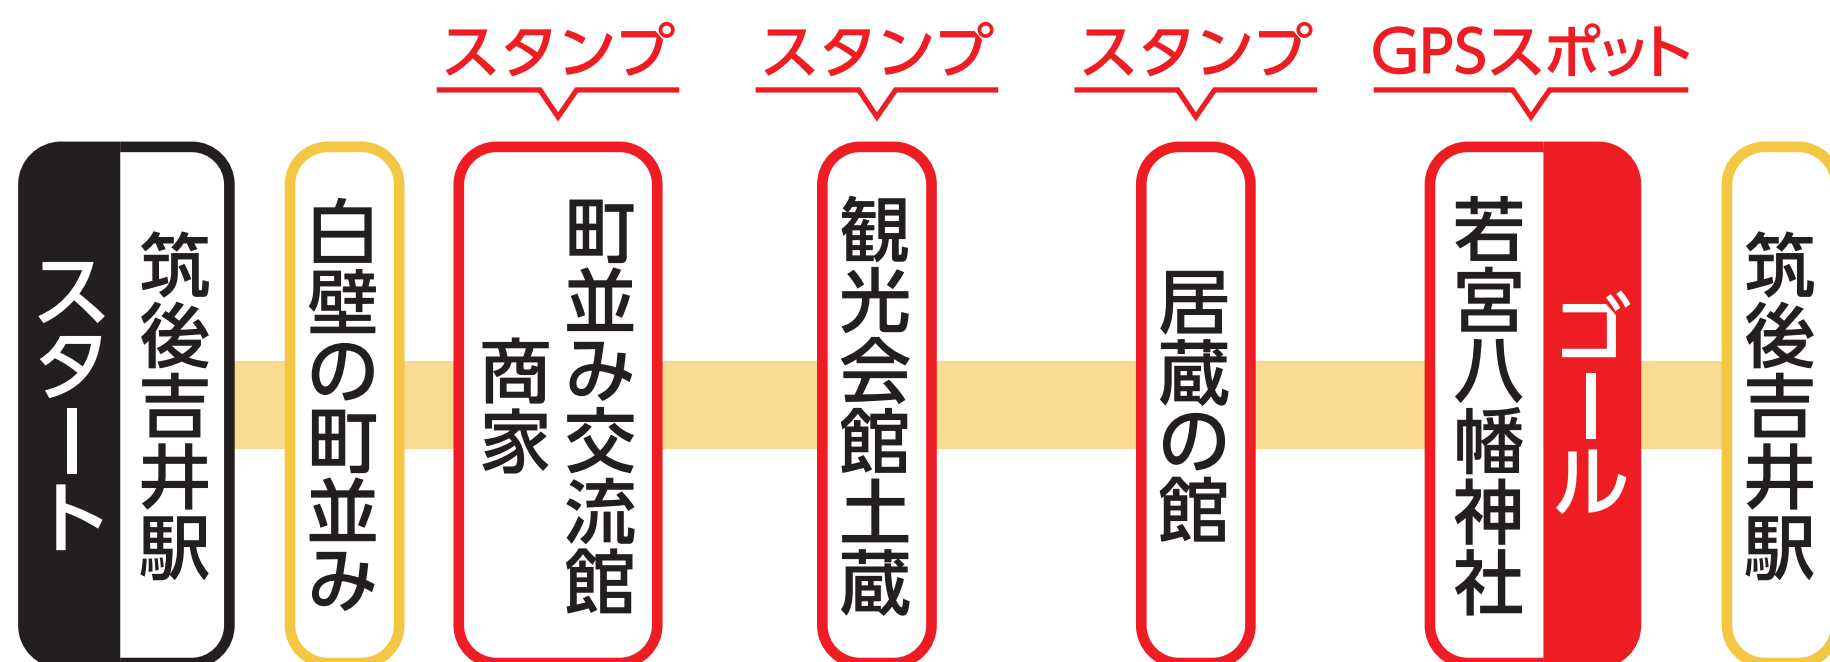 スタンプ
スタンプ
スタンプ
GPSスポット
スタート
筑後吉井駅
白壁の町並み
町並み交流館
商家
観光会館土蔵
居蔵の館
若宮八幡神社
ゴール
筑後吉井駅